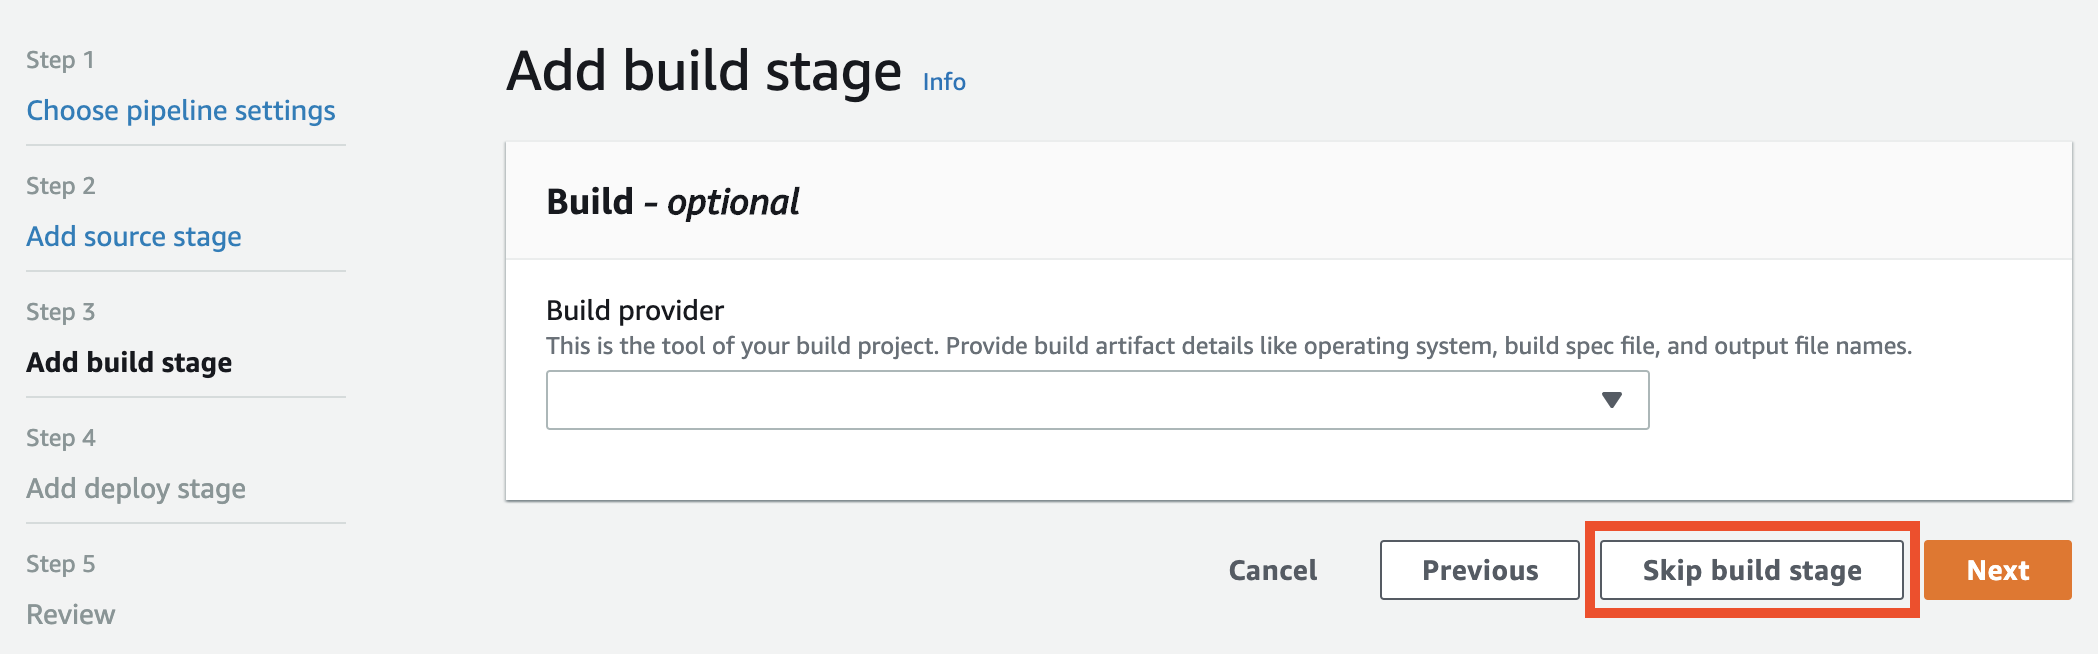 Step 1
Choose pipeline settings
Step 2
Add source stage
Step 3
Add build stage
Step 4
Add deploy stage
Step 5
Review
Add build stage Info
Build - optional
Build provider
This is the tool of your build project. Provide build artifact details like operating system, build spec file, and output file names.
Cancel Previous Skip build stage Next